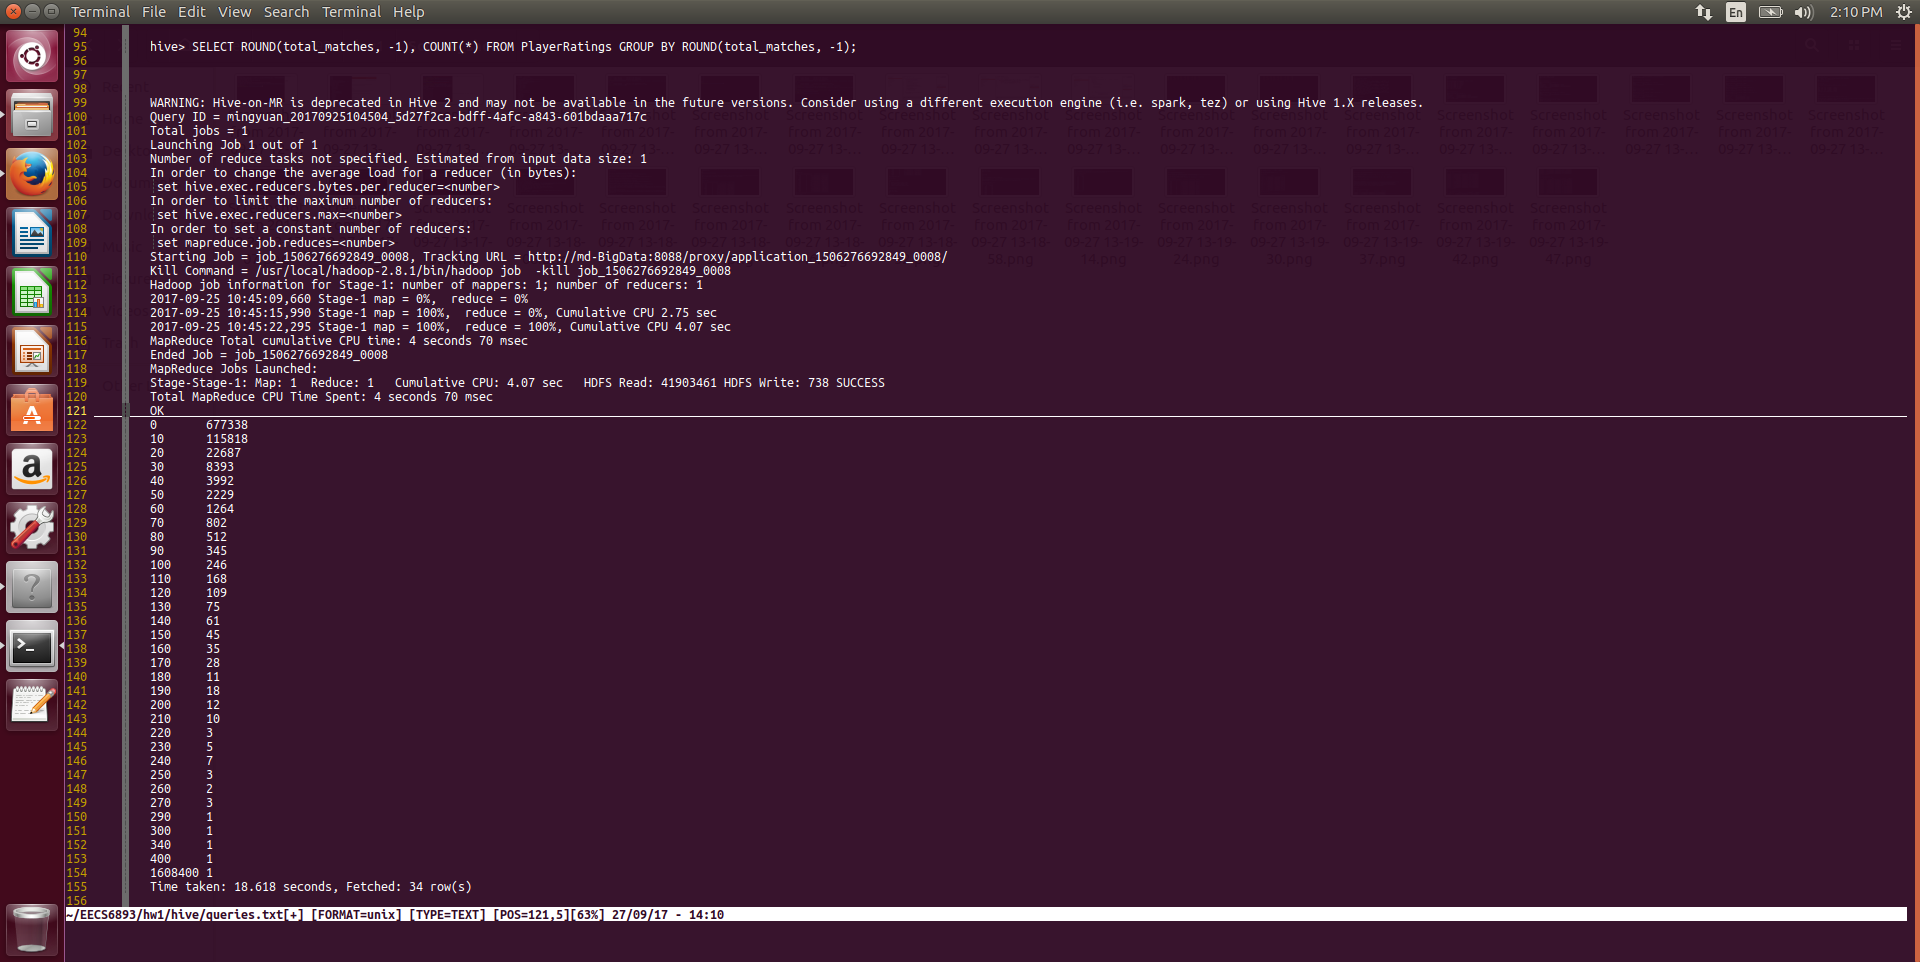 Terminal File Edit View Search Terminal Help En 2:10 PM
94
95 hive> SELECT ROUND(total_matches, -1), COUNT(*) FROM PlayerRatings GROUP BY ROUND(total_matches, -1);
96
97
98
99 WARNING: Hive-on-MR is deprecated in Hive 2 and may not be available in the future versions. Consider using a different execution engine (i.e. spark, tez) or using Hive 1.X releases.
100 Query ID = mingyuan_20170925104504_5d27f2ca-bdff-4afc-a843-601bdaaa717c
101 Total jobs = 1
102 Launching Job 1 out of 1
103 Number of reduce tasks not specified. Estimated from input data size: 1
104 In order to change the average load for a reducer (in bytes):
105 set hive.exec.reducers.bytes.per.reducer=<number>
106 In order to limit the maximum number of reducers:
107 set hive.exec.reducers.max=<number>
108 In order to set a constant number of reducers:
109 set mapreduce.job.reduces=<number>
110 Starting Job = job_1506276692849_0008, Tracking URL = http://md-BigData:8088/proxy/application_1506276692849_0008/
111 Kill Command = /usr/local/hadoop-2.8.1/bin/hadoop job  -kill job_1506276692849_0008
112 Hadoop job information for Stage-1: number of mappers: 1; number of reducers: 1
113 2017-09-25 10:45:09,660 Stage-1 map = 0%,  reduce = 0%
114 2017-09-25 10:45:15,990 Stage-1 map = 100%,  reduce = 0%, Cumulative CPU 2.75 sec
115 2017-09-25 10:45:22,295 Stage-1 map = 100%,  reduce = 100%, Cumulative CPU 4.07 sec
116 MapReduce Total cumulative CPU time: 4 seconds 70 msec
117 Ended Job = job_1506276692849_0008
118 MapReduce Jobs Launched:
119 Stage-Stage-1: Map: 1  Reduce: 1   Cumulative CPU: 4.07 sec   HDFS Read: 41903461 HDFS Write: 738 SUCCESS
120 Total MapReduce CPU Time Spent: 4 seconds 70 msec
121 OK
122 0 677338
123 10 115818
124 20 22687
125 30 8393
126 40 3992
127 50 2229
128 60 1264
129 70 802
130 80 512
131 90 345
132 100 246
133 110 168
134 120 109
135 130 75
136 140 61
137 150 45
138 160 35
139 170 28
140 180 11
141 190 18
142 200 12
143 210 10
144 220 3
145 230 5
146 240 7
147 250 3
148 260 2
149 270 3
150 290 1
151 300 1
152 340 1
153 400 1
154 1608400 1
155 Time taken: 18.618 seconds, Fetched: 34 row(s)
156
~/EECS6893/hw1/hive/queries.txt[+] [FORMAT=unix] [TYPE=TEXT] [POS=121,5][63%] 27/09/17 - 14:10